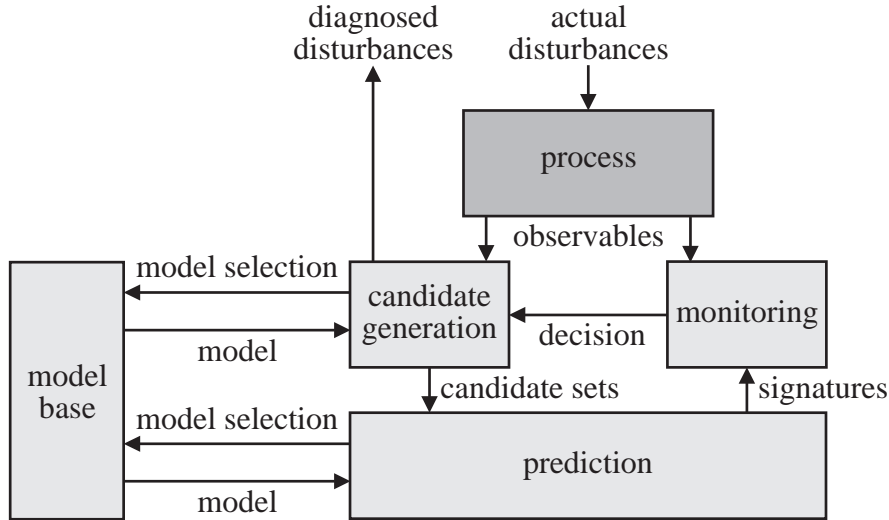 diagnosed
disturbances
actual
disturbances
process
observables
model selection
candidate
generation
monitoring
decision
model
model
base
candidate sets
signatures
model selection
prediction
model